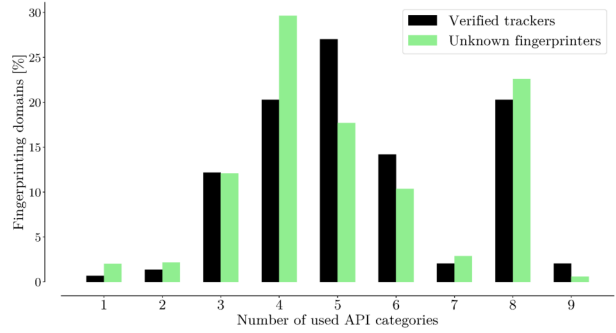 Fingerprinting domains [%]
30
25
20
15
10
5
0
Verified trackers
Unknown fingerprinters
1 2 3 4 5 6 7 8 9
Number of used API categories